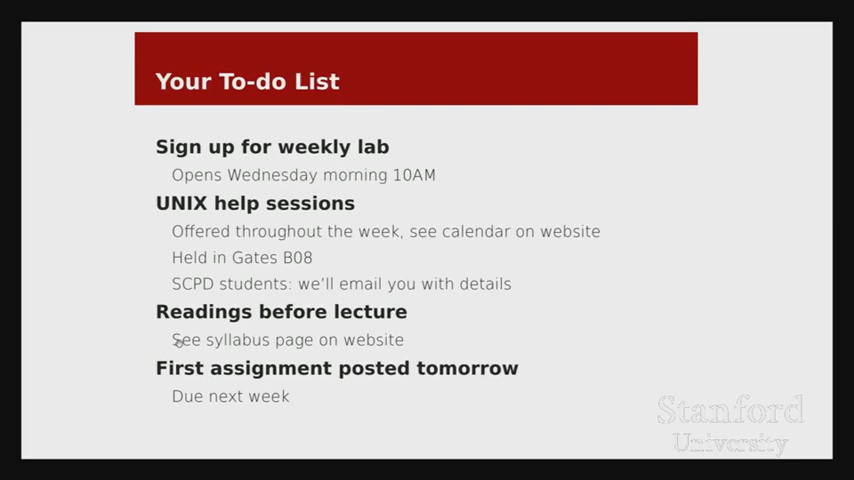 Your To-do List
Sign up for weekly lab
Opens Wednesday morning 10AM
UNIX help sessions
Offered throughout the week, see calendar on website
Held in Gates B08
SCPD students: we'll email you with details
Readings before lecture
See syllabus page on website
First assignment posted tomorrow
Due next week
Stanford
University